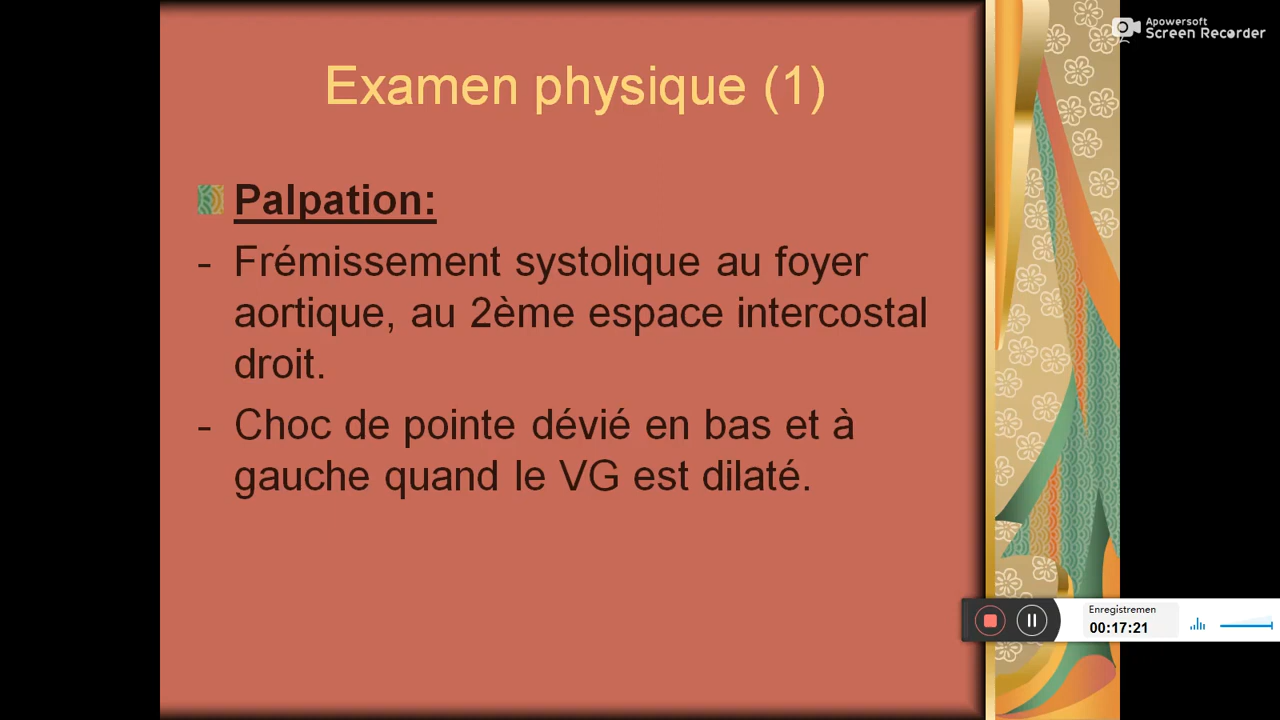 Apowersoft
Screen Recorder
Examen physique (1)
Palpation:
- Frémissement systolique au foyer
aortique, au 2ème espace intercostal
droit.
- Choc de pointe dévié en bas et à
gauche quand le VG est dilaté.
Enregistremen
00:17:21